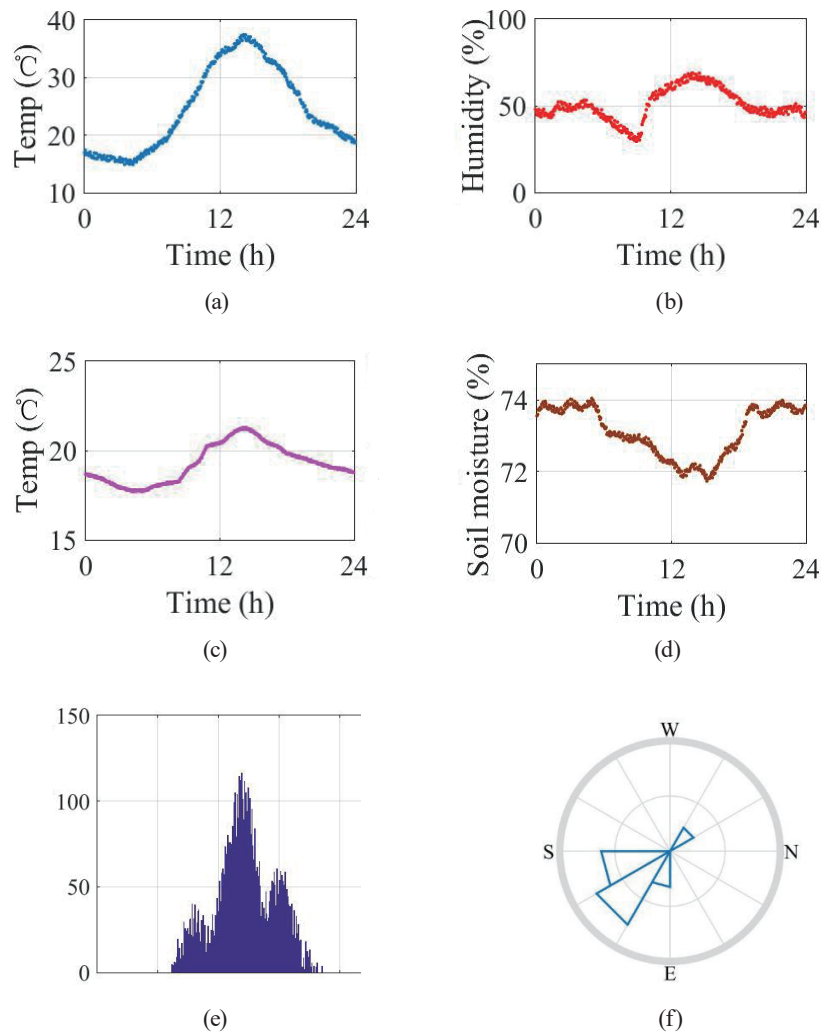 40
30
20
10
Temp (C̊)
0
12
24
Time (h)
(a)
100
50
0
Humidity (%)
0
12
24
Time (h)
(b)
25
20
15
Temp (C̊)
0
12
24
Time (h)
(c)
74
72
70
Soil moisture (%)
0
12
24
Time (h)
(d)
150
100
50
0
(e)
W
S
N
E
(f)